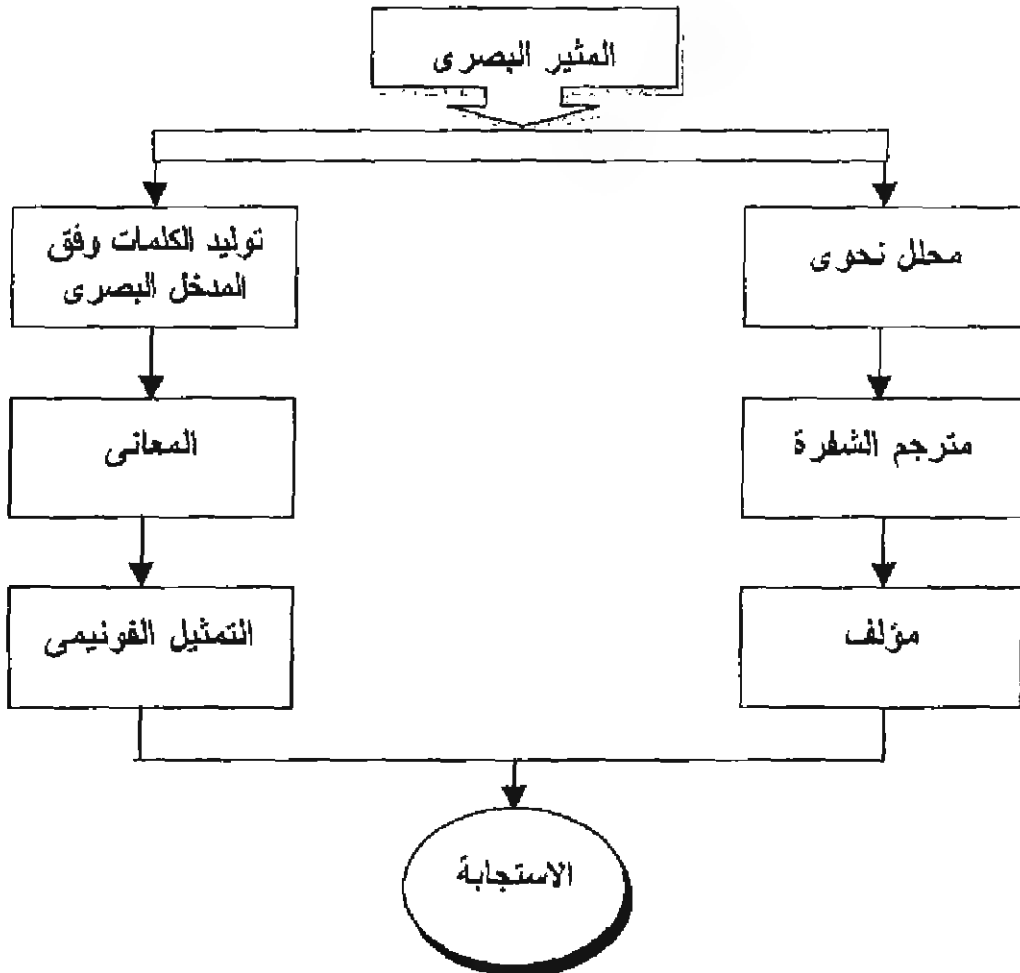 المثير البصرى
محلل نحوى
توليد الكلمات وفق
المدخل البصرى
مترجم الشفرة
المعانى
مؤلف
التمثيل الفونيمى
الاستجابة